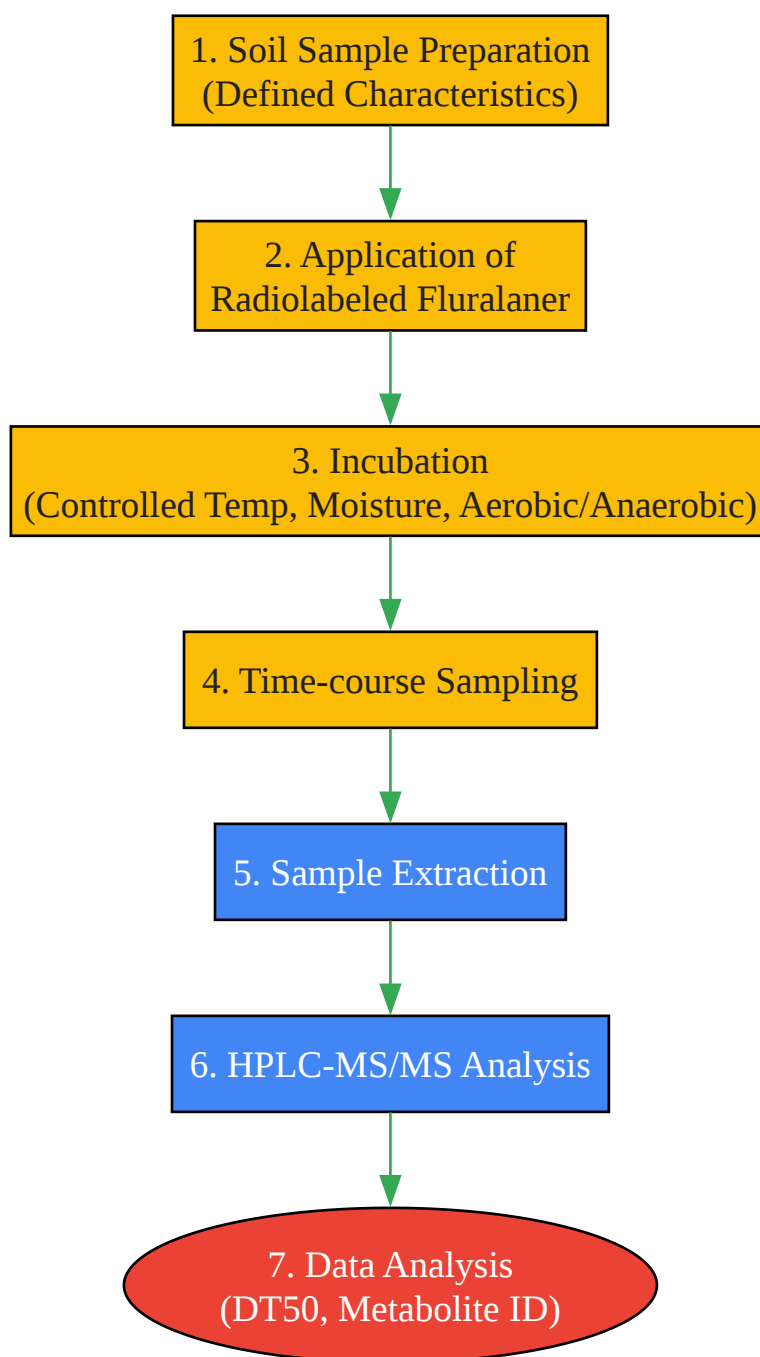 1. Soil Sample Preparation
(Defined Characteristics)
2. Application of
Radiolabeled Fluralaner
3. Incubation
(Controlled Temp, Moisture, Aerobic/Anaerobic)
4. Time-course Sampling
5. Sample Extraction
6. HPLC-MS/MS Analysis
7. Data Analysis
(DT50, Metabolite ID)